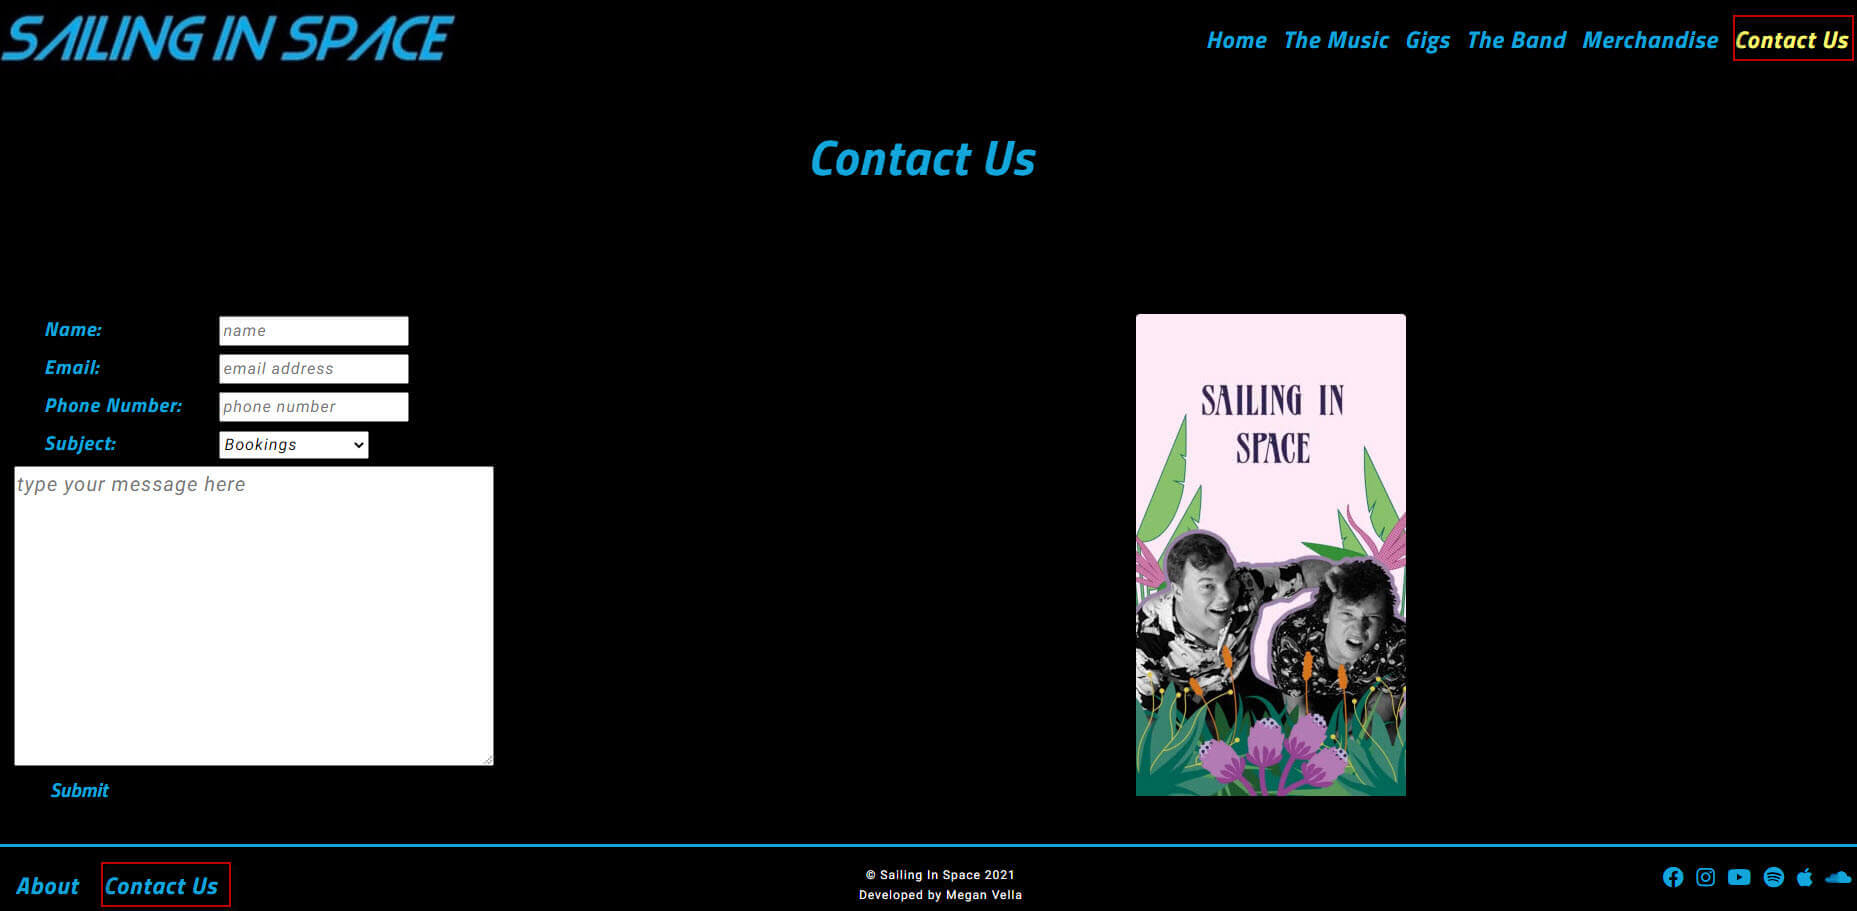 SAILING IN SPACE
Home The Music Gigs The Band Merchandise Contact Us
Contact Us
Name: name
Email: email address
Phone Number: phone number
Subject: Bookings
type your message here
Submit
SAILING IN
SPACE
About Contact Us
© Sailing In Space 2021
Developed by Megan Vella